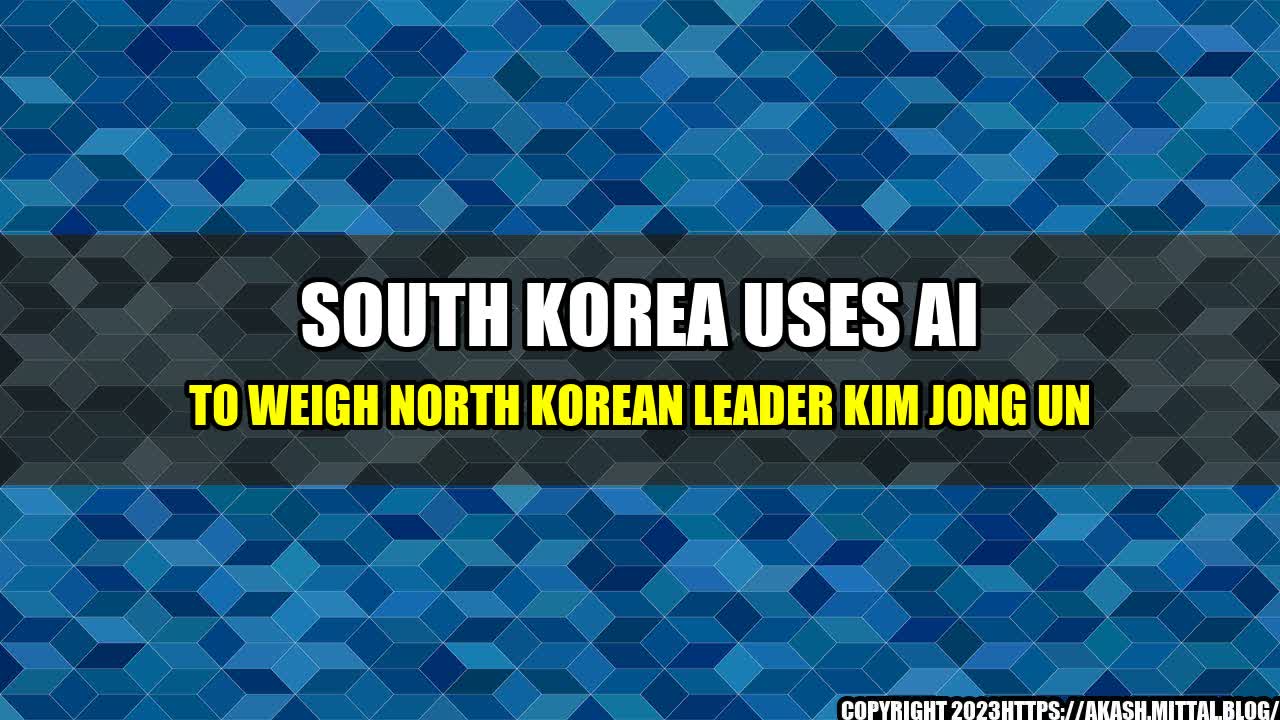 SOUTH KOREA USES AI
TO WEIGH NORTH KOREAN LEADER KIM JONG UN
COPYRIGHT 2023HTTPS://AKASH.MITTAL.BLOG/